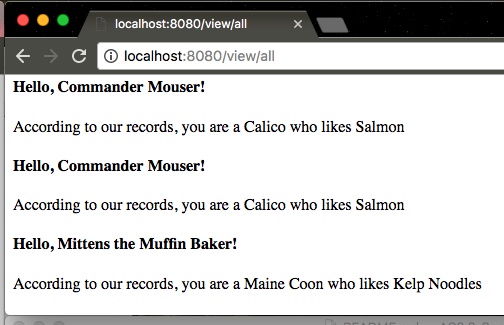 localhost:8080/view/all
localhost:8080/view/all
Hello, Commander Mouser!
According to our records, you are a Calico who likes Salmon
Hello, Commander Mouser!
According to our records, you are a Calico who likes Salmon
Hello, Mittens the Muffin Baker!
According to our records, you are a Maine Coon who likes Kelp Noodles